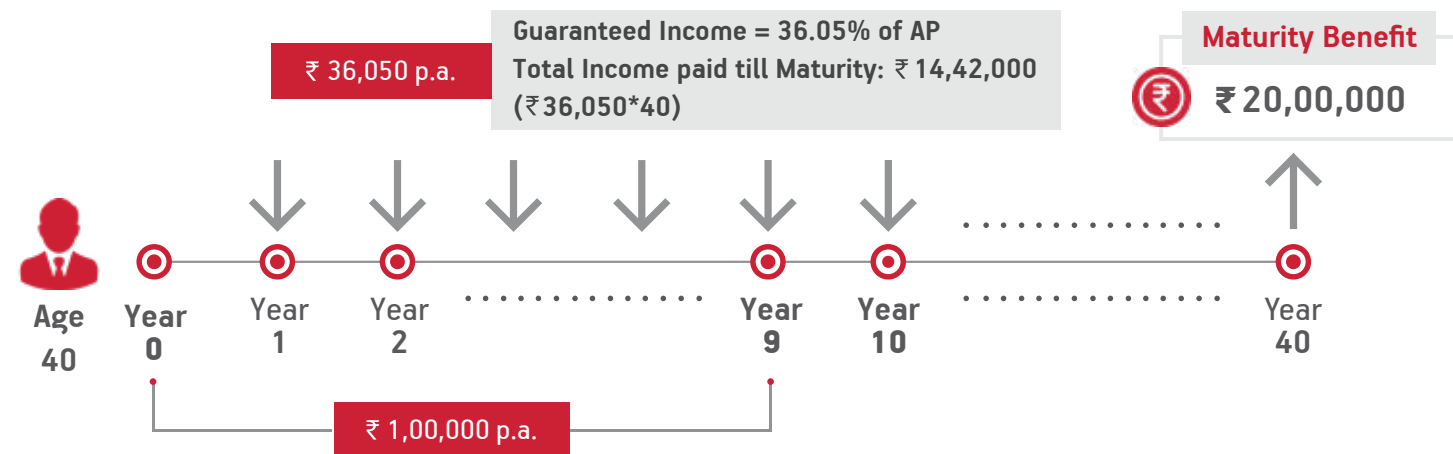 ₹ 36,050 p.a.
Guaranteed Income = 36.05% of AP
Total Income paid till Maturity: ₹ 14,42,000
(₹36,050*40)
Maturity Benefit
₹ 20,00,000
Age
40
Year
0
Year
1
Year
2
Year
9
Year
10
Year
40
₹ 1,00,000 p.a.